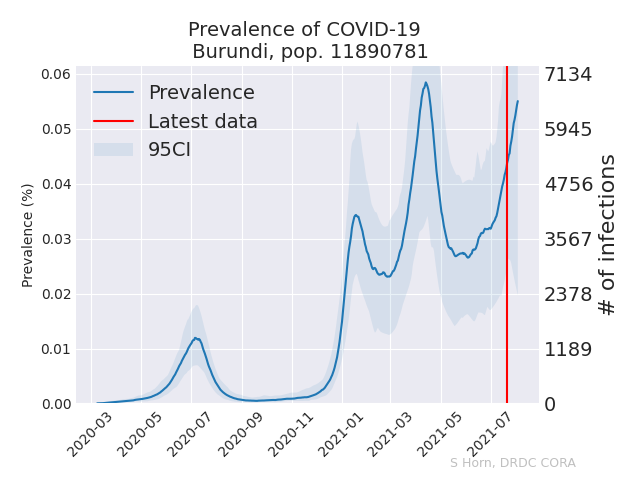 Prevalence of COVID-19
Burundi, pop. 11890781
Prevalence
Latest data
95CI
Prevalence (%)
0.06
0.05
0.04
0.03
0.02
0.01
0.00
7134
5945
4756
3567
2378
1189
0
# of infections
2020-03
2020-05
2020-07
2020-09
2020-11
2021-01
2021-03
2021-05
2021-07
S Horn, DRDC CORA